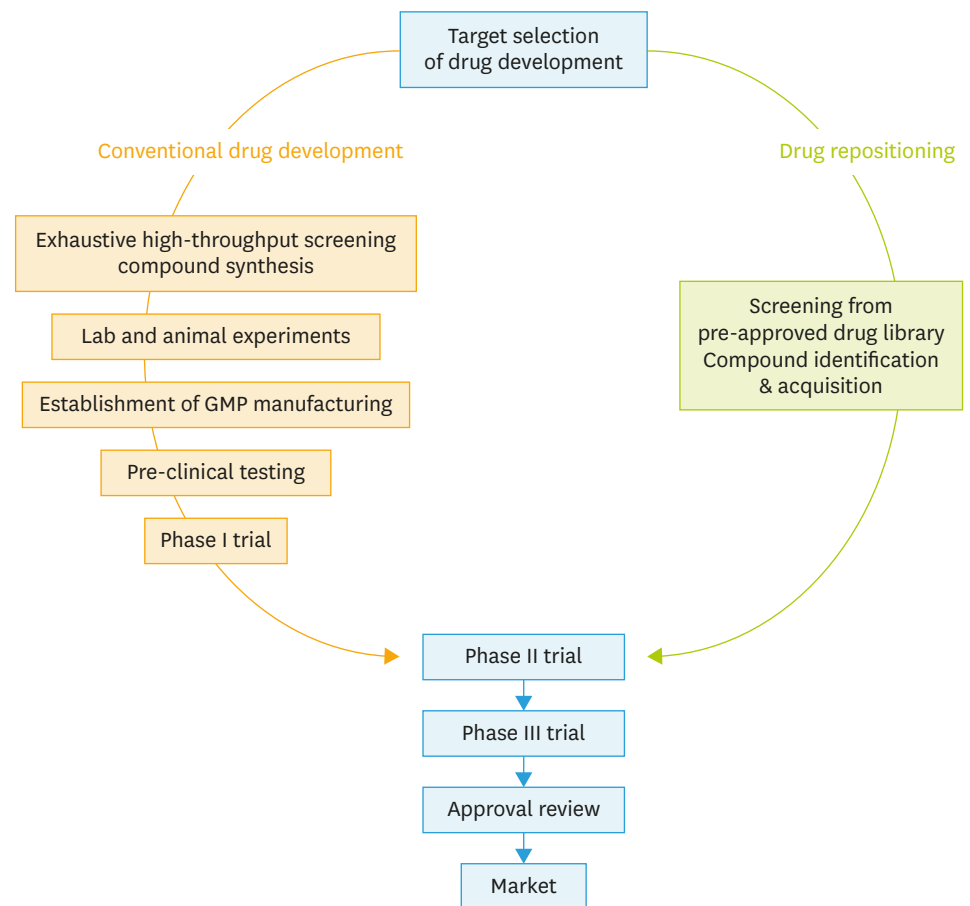 Target selection
of drug development
Conventional drug development
Drug repositioning
Exhaustive high-throughput screening
compound synthesis
Lab and animal experiments
Establishment of GMP manufacturing
Pre-clinical testing
Phase I trial
Screening from
pre-approved drug library
Compound identification
& acquisition
Phase II trial
Phase III trial
Approval review
Market